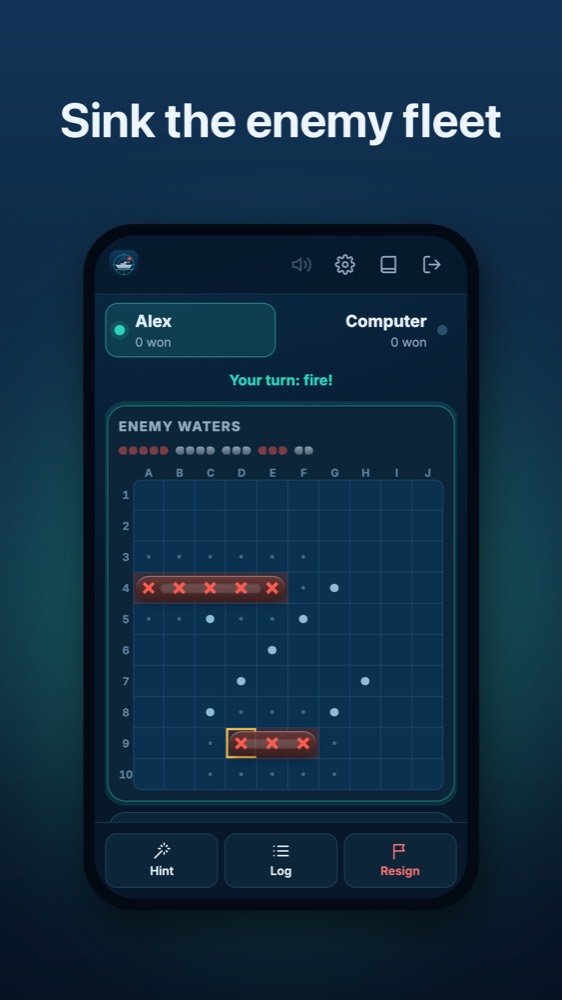 Sink the enemy fleet
Alex
0 won
Computer
0 won
Your turn: fire!
ENEMY WATERS
A B C D E F G H I J
1
2
3
4
5
6
7
8
9
10
Hint
Log
Resign